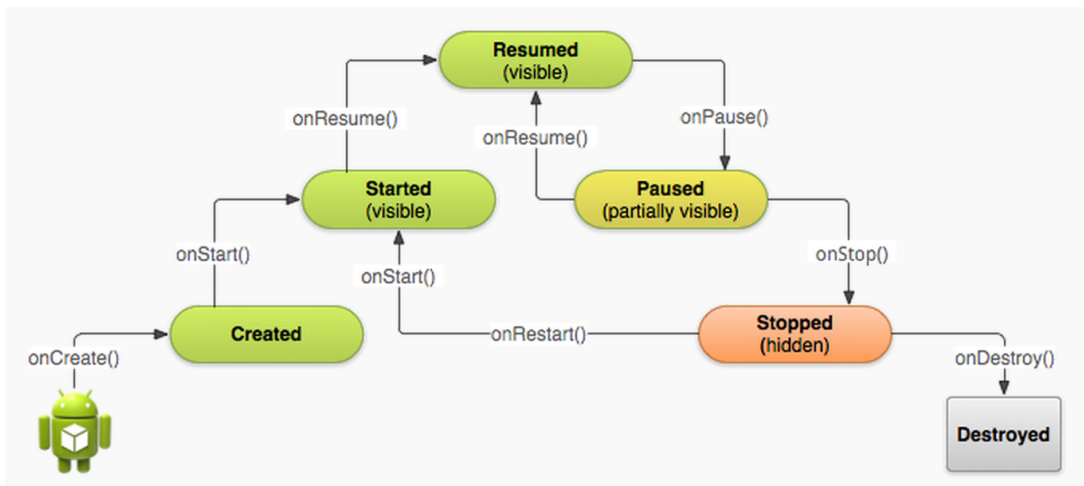 Resumed
(visible)
onResume()
onPause()
onResume()
Started
(visible)
Paused
(partially visible)
onStart()
onStop()
onStart()
Created
onRestart()
Stopped
(hidden)
onCreate()
onDestroy()
Destroyed